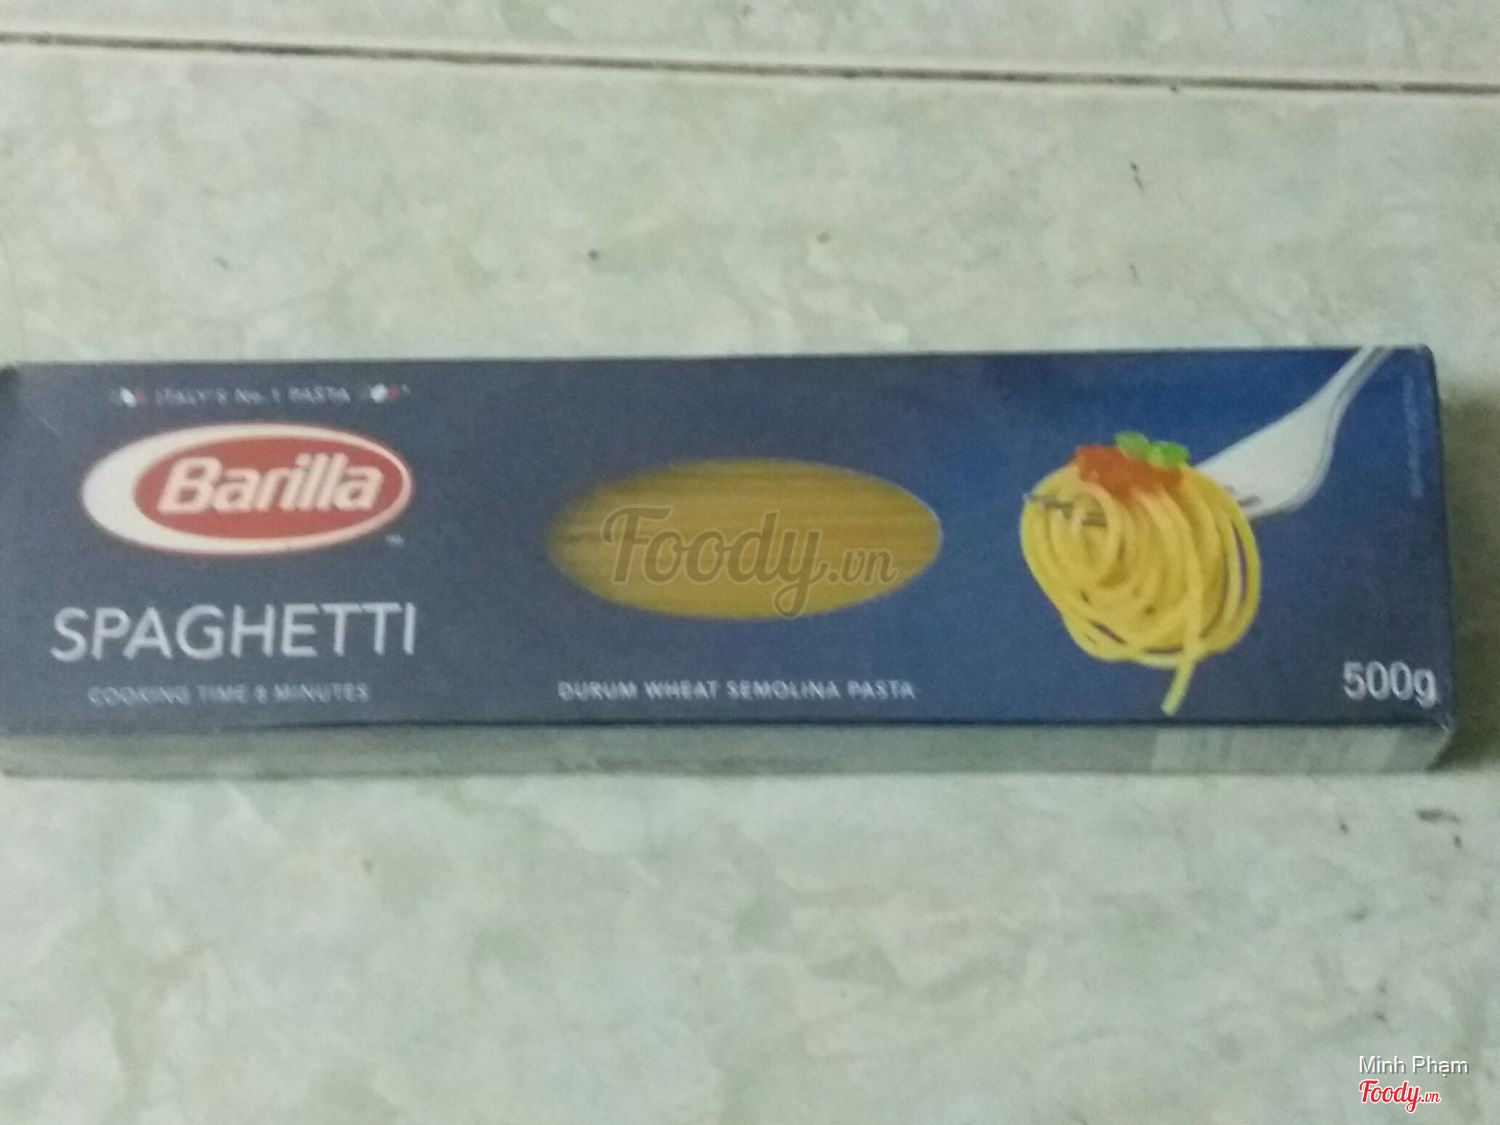 ITALY'S No.1 PASTA
Barilla
SPAGHETTI
COOKING TIME 8 MINUTES
DURUM WHEAT SEMOLINA PASTA
500g
Foody.vn
Minh Phạm
Foody.vn